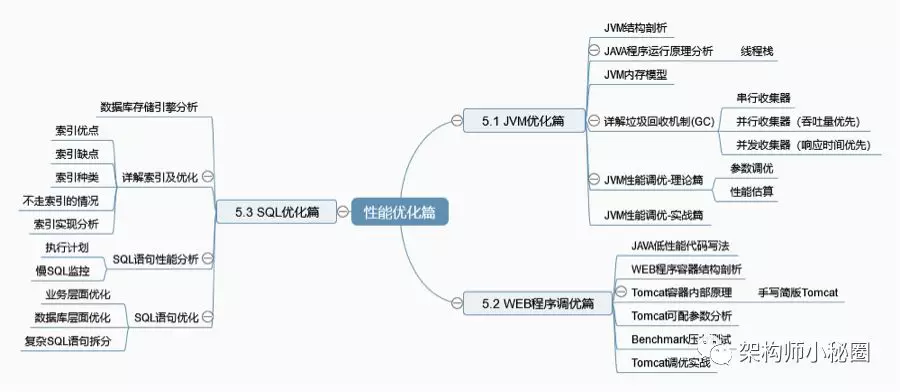 性能优化篇
5.1 JVM优化篇
JVM结构剖析
JAVA程序运行原理分析
线程栈
JVM内存模型
详解垃圾回收机制(GC)
串行收集器
并行收集器（吞吐量优先）
并发收集器（响应时间优先）
JVM性能调优-理论篇
参数调优
性能估算
JVM性能调优-实战篇
5.2 WEB程序调优篇
JAVA低性能代码写法
WEB程序容器结构剖析
Tomcat容器内部原理
手写简版Tomcat
Tomcat可配参数分析
Benchmark压测试
Tomcat调优实战
5.3 SQL优化篇
数据库存储引擎分析
详解索引及优化
索引优点
索引缺点
索引种类
不走索引的情况
索引实现分析
SQL语句性能分析
执行计划
慢SQL监控
SQL语句优化
业务层面优化
数据库层面优化
复杂SQL语句拆分
架构师小秘圈